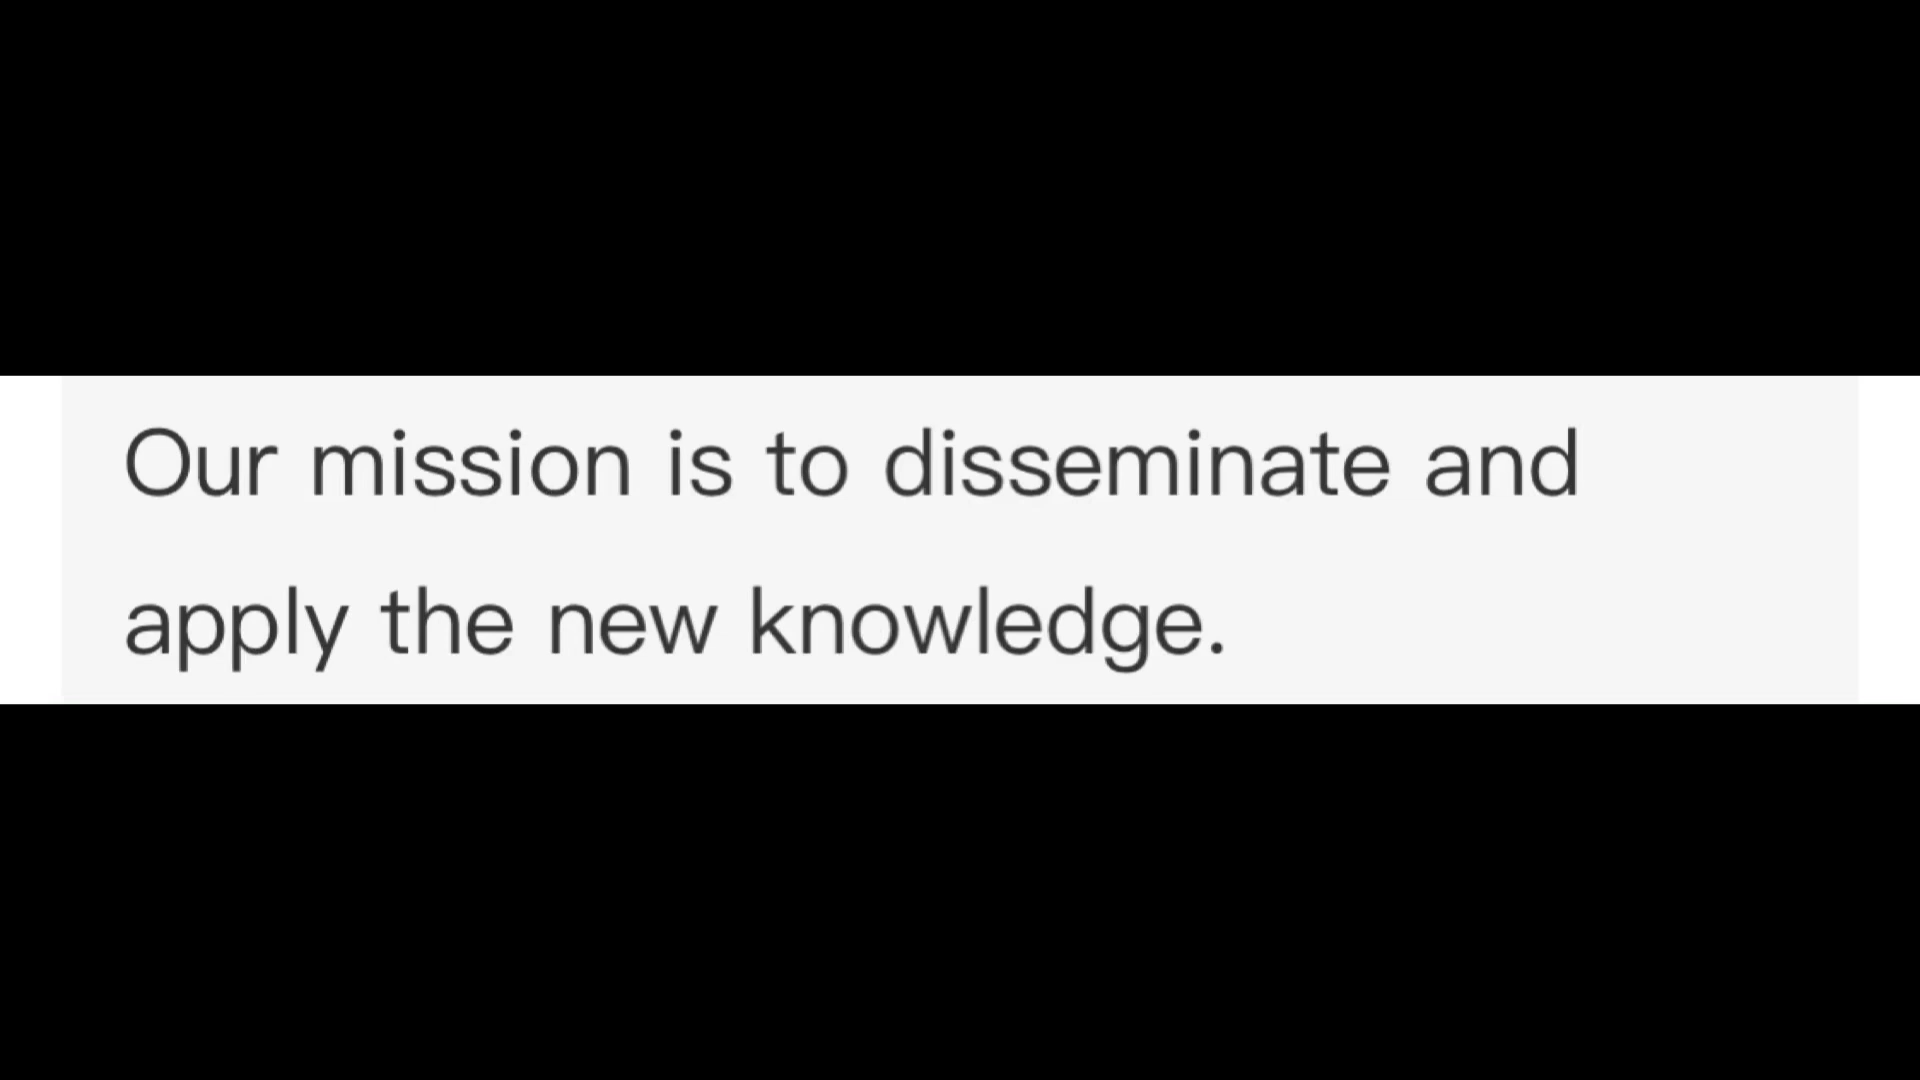 Our mission is to disseminate and
apply the new knowledge.